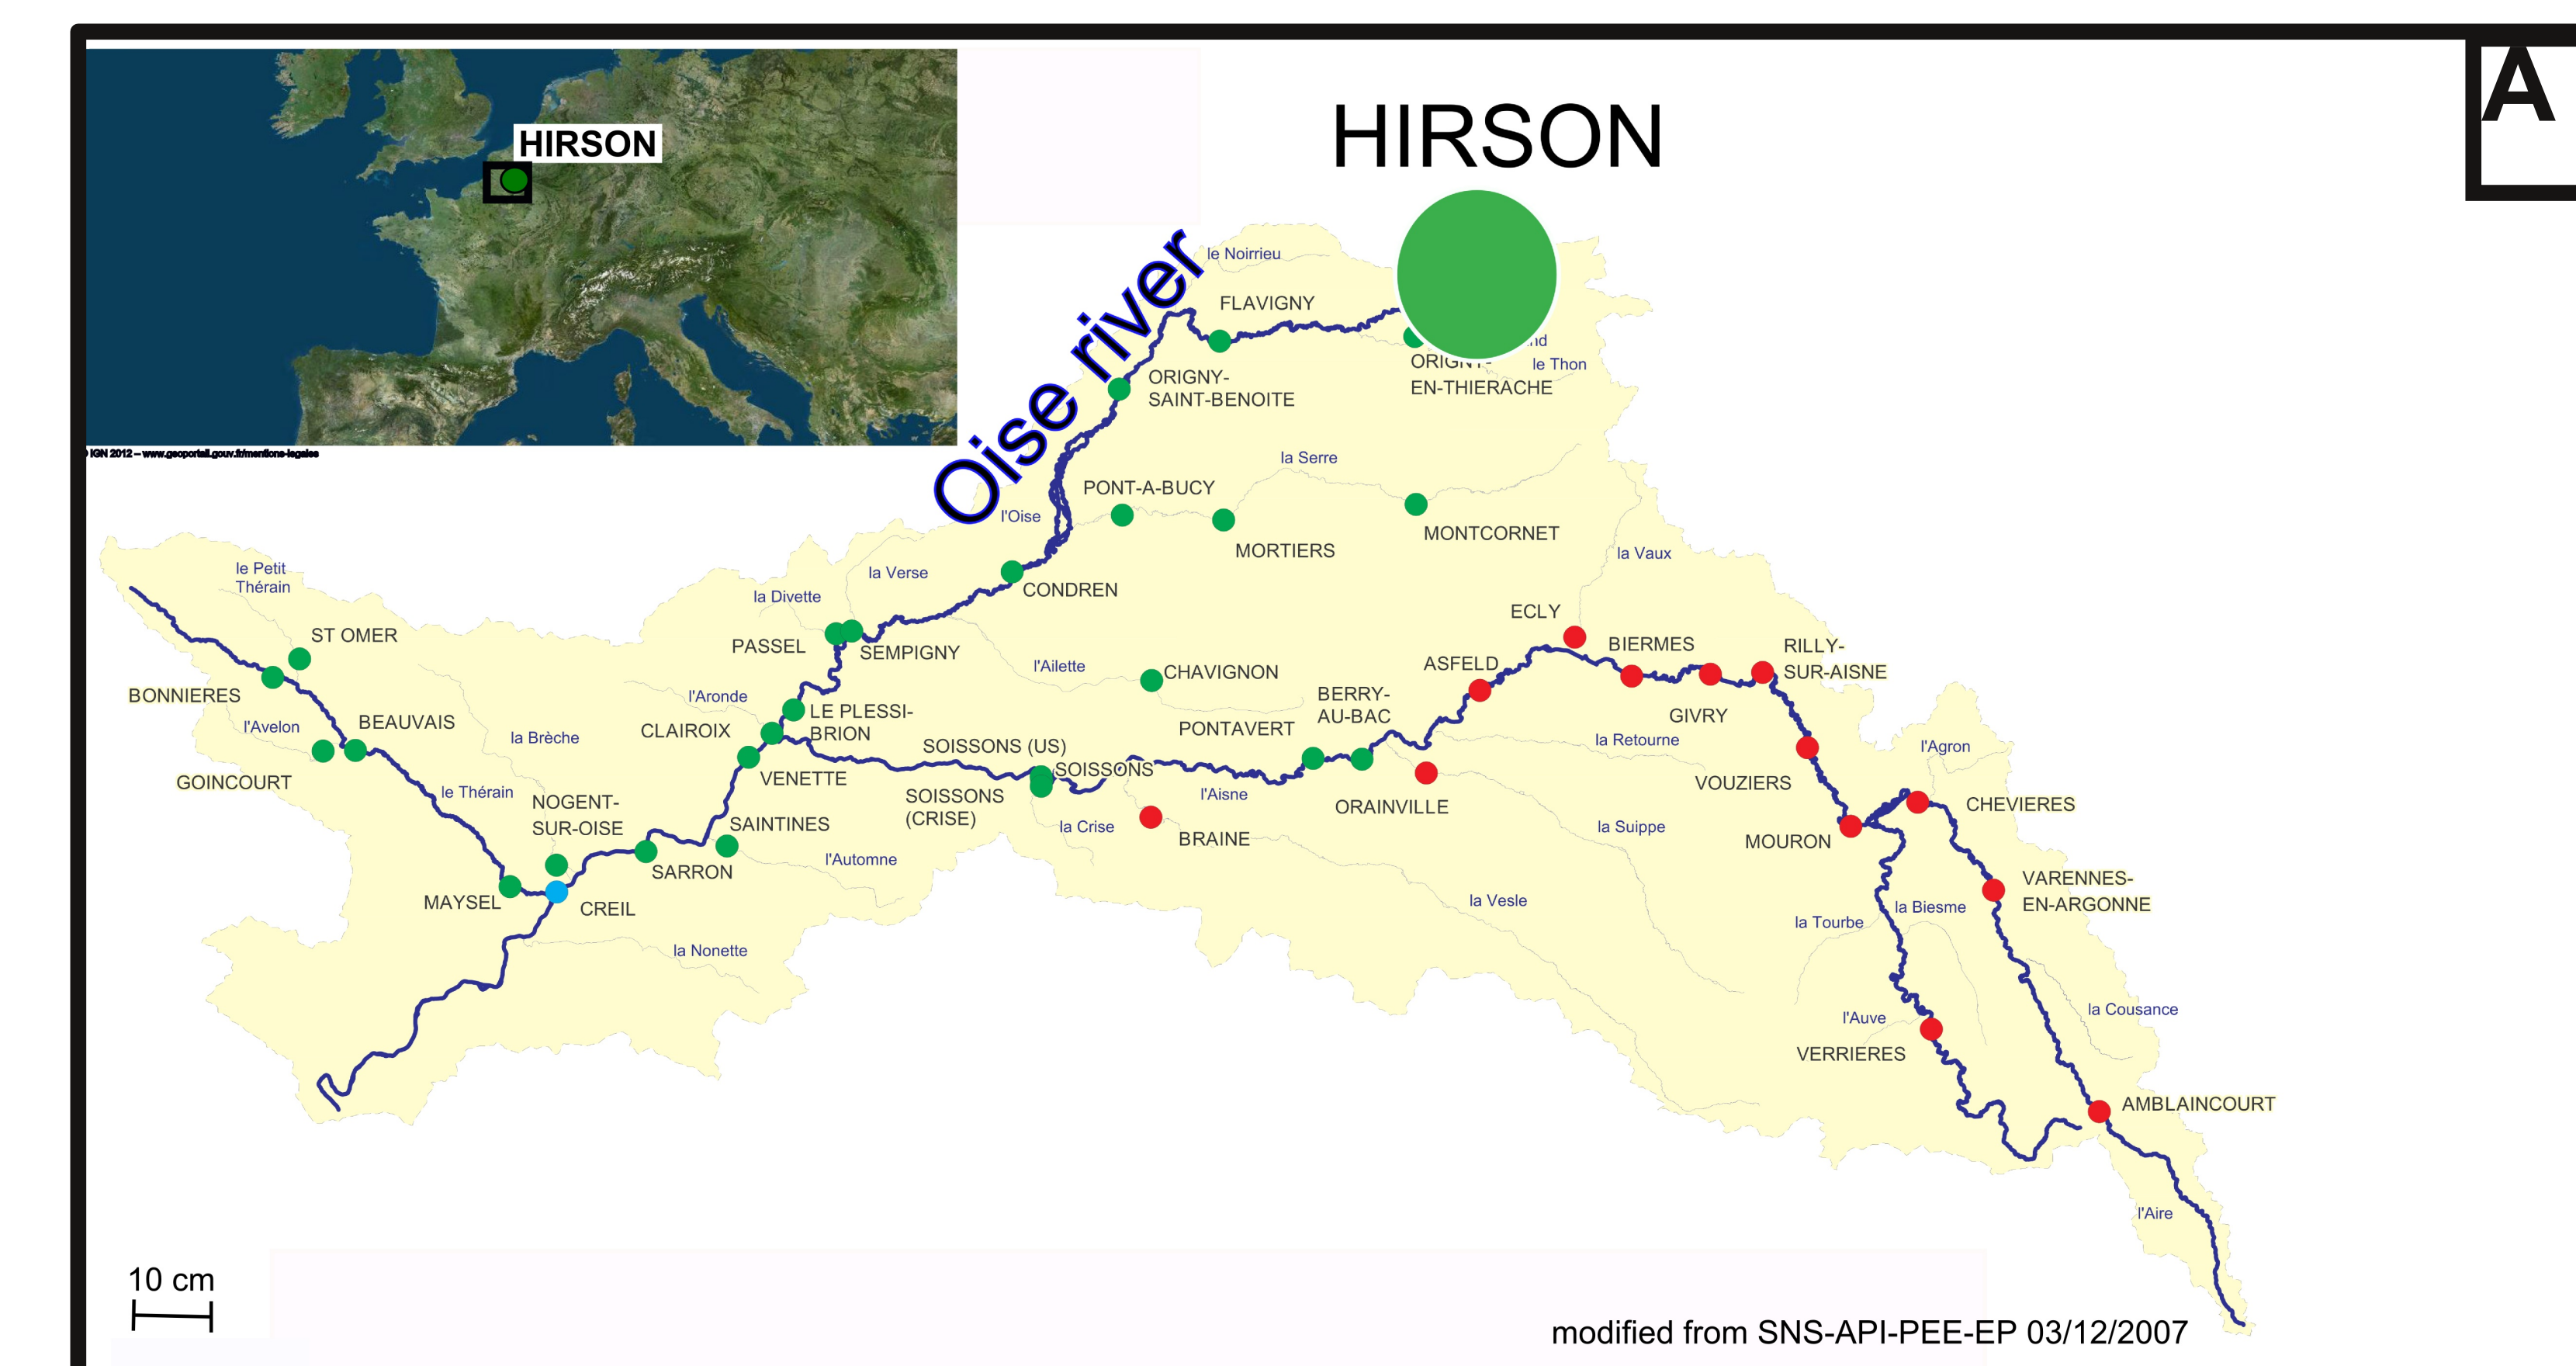 A
HIRSON
HIRSON
© IGN 2012 – www.geoportail.gouv.fr/mentions-legales
Oise river
le Noirrieu
FLAVIGNY
ORIGNY-
EN-THIERACHE
le Thon
ORIGNY-
SAINT-BENOITE
la Serre
PONT-A-BUCY
l'Oise
MORTIERS
MONTCORNET
la Vaux
le Petit
Thérain
ST OMER
BONNIERES
l'Avelon
BEAUVAIS
GOINCOURT
la Brèche
le Thérain
NOGENT-
SUR-OISE
MAYSEL
CREIL
la Nonette
SARRON
SAINTINES
l'Automne
la Verse
la Divette
CONDREN
PASSEL
SEMPIGNY
l'Aronde
LE PLESSI-
BRION
CLAIROIX
VENETTE
l'Ailette
CHAVIGNON
SOISSONS (US)
SOISSONS
SOISSONS
(CRISE)
la Crise
BRAINE
l'Aisne
PONTAVERT
BERRY-
AU-BAC
ORAINVILLE
ASFELD
ECLY
BIERMES
GIVRY
RILLY-
SUR-AISNE
la Retourne
la Suippe
la Vesle
VOUZIERS
MOURON
l'Agron
CHEVIERES
VARENNES-
EN-ARGONNE
la Tourbe
la Biesme
l'Auve
VERRIERES
la Cousance
AMBLAINCOURT
l'Aire
10 cm
modified from SNS-API-PEE-EP 03/12/2007